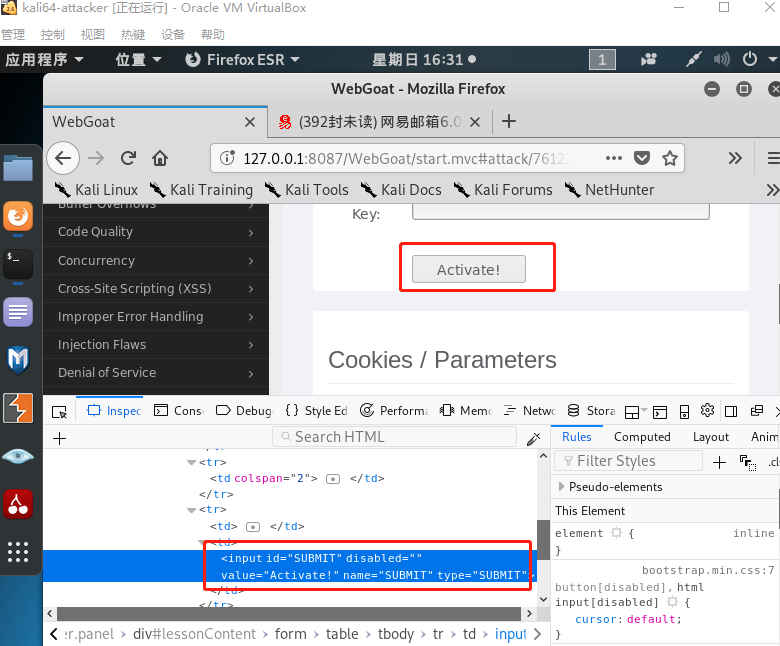 kali64-attacker [正在运行] - Oracle VM VirtualBox
管理 控制 视图 热键 设备 帮助
应用程序 位置 Firefox ESR 星期日 16:31 1
WebGoat - Mozilla Firefox
WebGoat (392封未读) 网易邮箱6.0
127.0.0.1:8087/WebGoat/start.mvc#attack/7612
Kali Linux Kali Training Kali Tools Kali Docs Kali Forums NetHunter
Buffer Overflows
Code Quality
Concurrency
Cross-Site Scripting (XSS)
Improper Error Handling
Injection Flaws
Denial of Service
Key:
Activate!
Cookies / Parameters
Inspec Cons Debug Style Ed Performa Memo Netwo Stora
Search HTML
<tr>
<td colspan="2"> </td>
</tr>
<tr>
<td> </td>
<td>
<input id="SUBMIT" disabled=""
value="Activate!" name="SUBMIT" type="SUBMIT">
</td>
</tr>
er.panel › div#lessonContent › form › table › tbody › tr › td › input
Rules Computed Layout Anim
Filter Styles .cl
Pseudo-elements
This Element
element { inline
}
bootstrap.min.css:7
button[disabled], html
input[disabled] {
cursor: default;
}